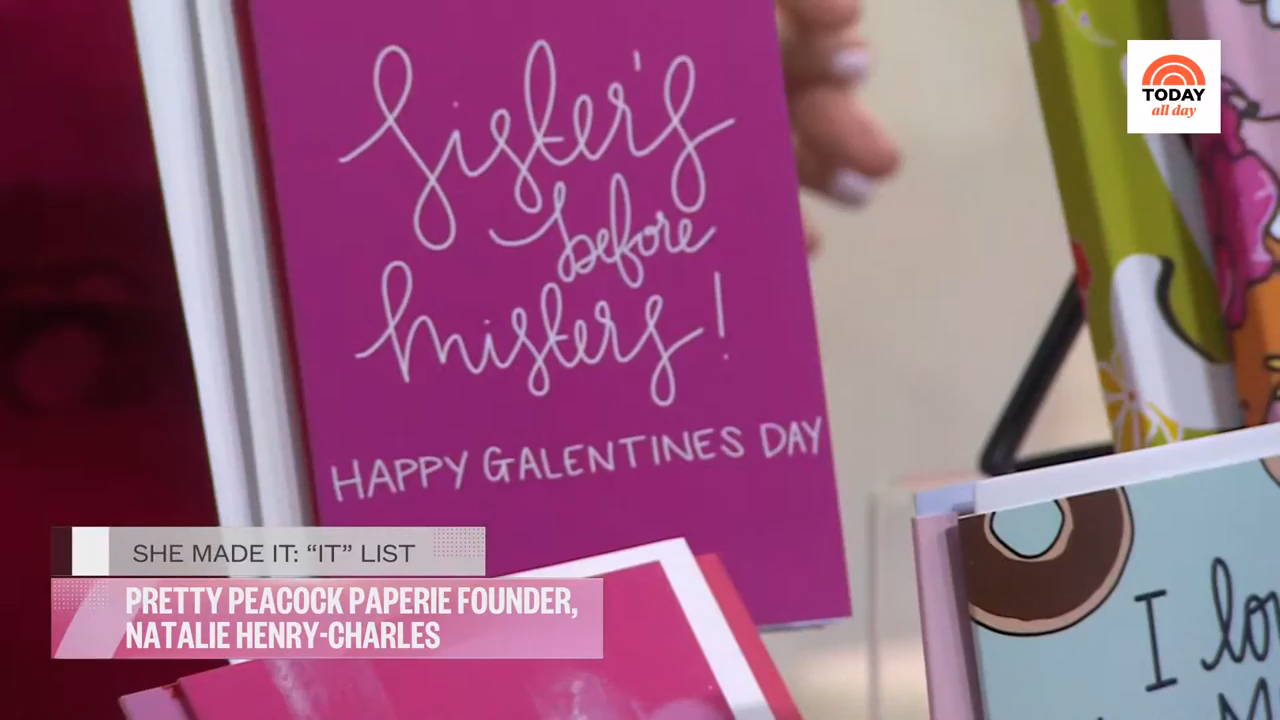 Sister's
before
misters!
HAPPY GALENTINES DAY
TODAY
all day
I
SHE MADE IT: “IT” LIST
PRETTY PEACOCK PAPERIE FOUNDER,
NATALIE HENRY-CHARLES